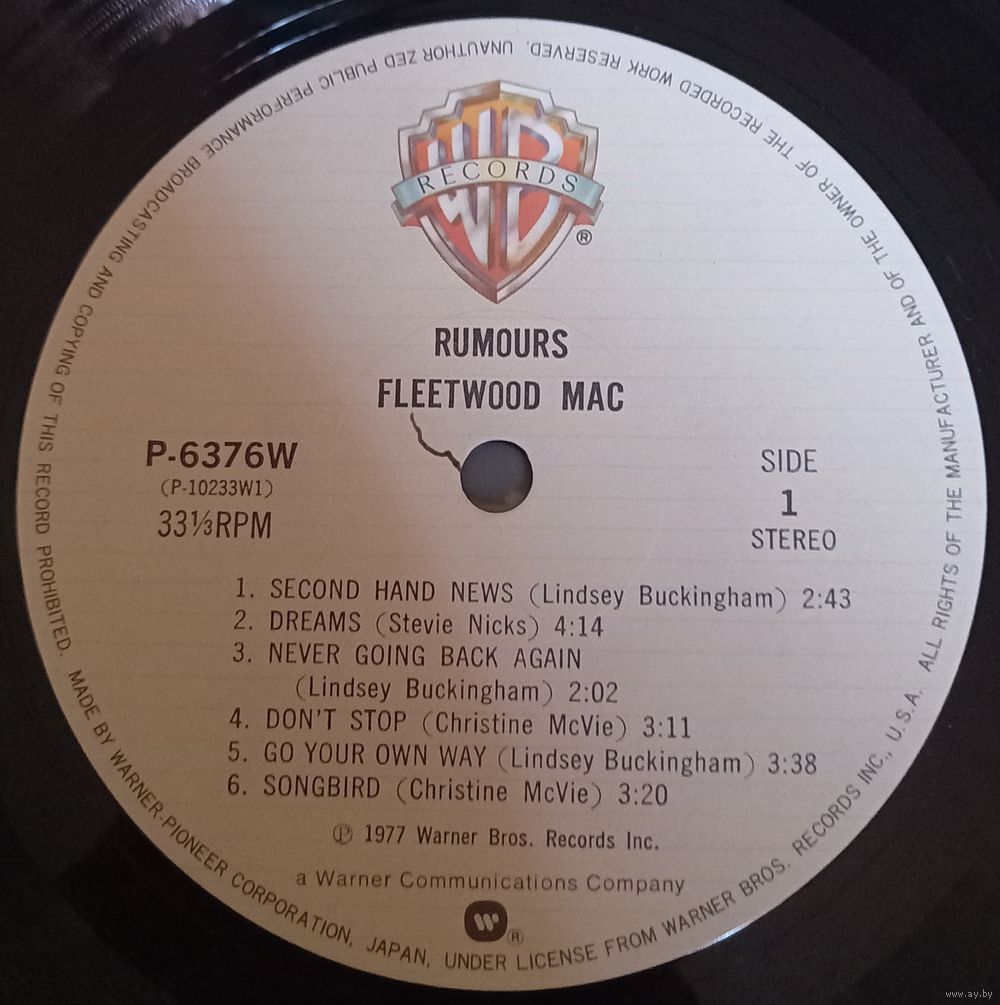 WB
RECORDS
®
RUMOURS
FLEETWOOD MAC
P-6376W
(P-10233W1)
33⅓RPM
SIDE
1
STEREO
1. SECOND HAND NEWS (Lindsey Buckingham) 2:43
2. DREAMS (Stevie Nicks) 4:14
3. NEVER GOING BACK AGAIN
(Lindsey Buckingham) 2:02
4. DON'T STOP (Christine McVie) 3:11
5. GO YOUR OWN WAY (Lindsey Buckingham) 3:38
6. SONGBIRD (Christine McVie) 3:20
℗ 1977 Warner Bros. Records Inc.
a Warner Communications Company
W
®
MADE BY WARNER-PIONEER CORPORATION, JAPAN, UNDER LICENSE FROM WARNER BROS. RECORDS INC., U.S.A. ALL RIGHTS OF THE MANUFACTURER AND OF THE OWNER OF THE RECORDED WORK RESERVED. UNAUTHOR ZED PUBLIC PERFORMANCE, BROADCASTING AND COPYING OF THIS RECORD PROHIBITED.
www.ay.by